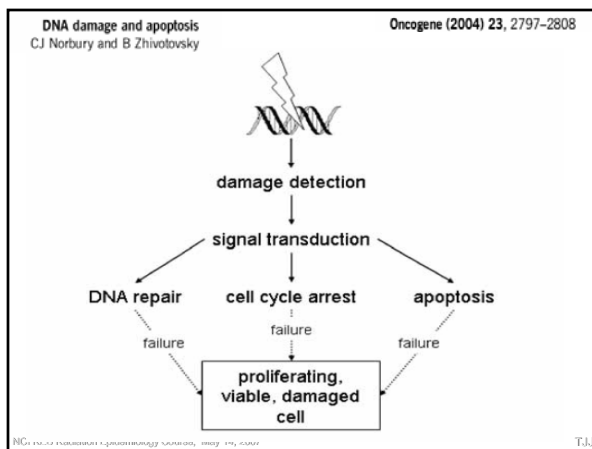 DNA damage and apoptosis
CJ Norbury and B Zhivotovsky
Oncogene (2004) 23, 2797–2808
damage detection
signal transduction
DNA repair
cell cycle arrest
apoptosis
failure
failure
failure
proliferating,
viable, damaged
cell
Radiation Epidemiology Course, May 14, 2007